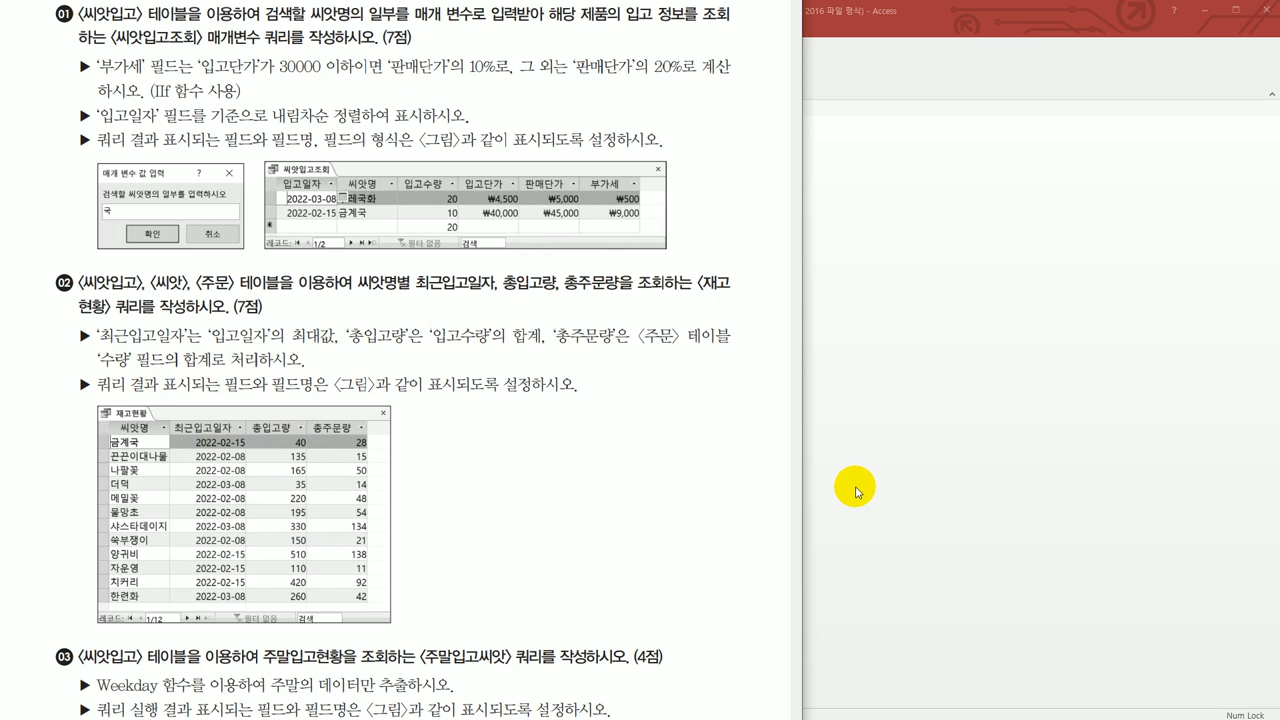 01 〈씨앗입고〉 테이블을 이용하여 검색할 씨앗명의 일부를 매개 변수로 입력받아 해당 제품의 입고 정보를 조회
하는 〈씨앗입고조회〉 매개변수 쿼리를 작성하시오. (7점)
▶ ‘부가세’ 필드는 ‘입고단가’가 30000 이하이면 ‘판매단가’의 10%로, 그 외는 ‘판매단가’의 20%로 계산
하시오. (IIf 함수 사용)
▶ ‘입고일자’ 필드를 기준으로 내림차순 정렬하여 표시하시오.
▶ 쿼리 결과 표시되는 필드와 필드명, 필드의 형식은 〈그림〉과 같이 표시되도록 설정하시오.
매개 변수 값 입력 ? ×
검색할 씨앗명의 일부를 입력하시오
국
확인 취소
씨앗입고조회 ×
입고일자 씨앗명 입고수량 입고단가 판매단가 부가세
2022-03-08 레국화 20 ₩4,500 ₩5,000 ₩500
2022-02-15 금계국 10 ₩40,000 ₩45,000 ₩9,000
* 20
레코드: 1/2 필터 없음 검색
02 〈씨앗입고〉, 〈씨앗〉, 〈주문〉 테이블을 이용하여 씨앗명별 최근입고일자, 총입고량, 총주문량을 조회하는 〈재고
현황〉 쿼리를 작성하시오. (7점)
▶ ‘최근입고일자’는 ‘입고일자’의 최대값, ‘총입고량’은 ‘입고수량’의 합계, ‘총주문량’은 〈주문〉 테이블
‘수량’ 필드의 합계로 처리하시오.
▶ 쿼리 결과 표시되는 필드와 필드명은 〈그림〉과 같이 표시되도록 설정하시오.
재고현황 ×
씨앗명 최근입고일자 총입고량 총주문량
금계국 2022-02-15 40 28
끈끈이대나물 2022-02-08 135 15
나팔꽃 2022-02-08 165 50
더덕 2022-03-08 35 14
메밀꽃 2022-02-08 220 48
물망초 2022-02-08 195 54
샤스타데이지 2022-03-08 330 134
쑥부쟁이 2022-02-08 150 21
양귀비 2022-02-15 510 138
자운영 2022-02-15 110 11
치커리 2022-02-15 420 92
한련화 2022-03-08 260 42
레코드: 1/12 필터 없음 검색
03 〈씨앗입고〉 테이블을 이용하여 주말입고현황을 조회하는 〈주말입고씨앗〉 쿼리를 작성하시오. (4점)
▶ Weekday 함수를 이용하여 주말의 데이터만 추출하시오.
▶ 쿼리 실행 결과 표시되는 필드와 필드명은 〈그림〉과 같이 표시되도록 설정하시오.
2016 파일 형식) - Access
Num Lock